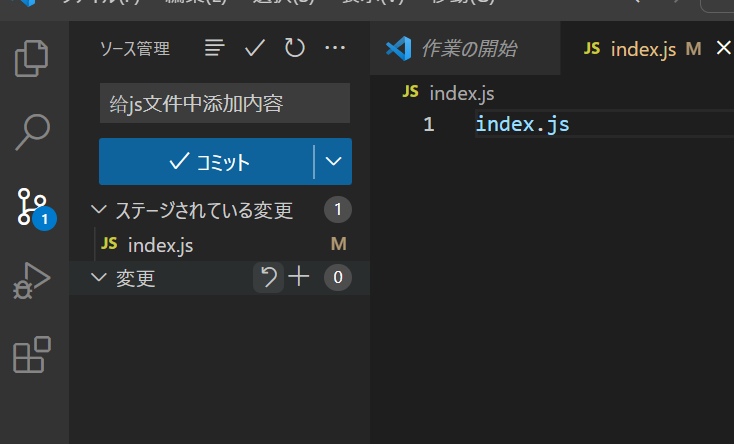 ソース管理
给js文件中添加内容
コミット
ステージされている変更 1
JS index.js M
変更 0
1
作業の開始
JS index.js M
JS index.js
1 index.js